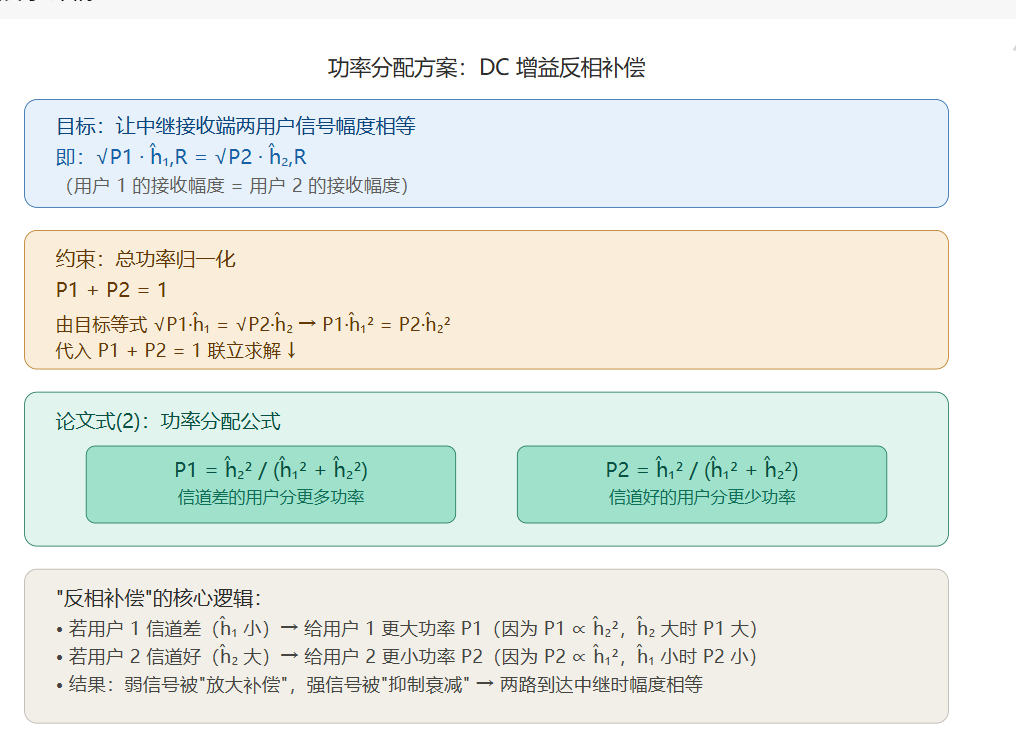 功率分配方案：DC 增益反相补偿
目标：让中继接收端两用户信号幅度相等
即：√P1 · ĥ₁,R = √P2 · ĥ₂,R
（用户 1 的接收幅度 = 用户 2 的接收幅度）
约束：总功率归一化
P1 + P2 = 1
由目标等式 √P1·ĥ₁ = √P2·ĥ₂ → P1·ĥ₁² = P2·ĥ₂²
代入 P1 + P2 = 1 联立求解↓
论文式(2)：功率分配公式
P1 = ĥ₂² / (ĥ₁² + ĥ₂²)
信道差的用户分更多功率
P2 = ĥ₁² / (ĥ₁² + ĥ₂²)
信道好的用户分更少功率
"反相补偿"的核心逻辑：
• 若用户 1 信道差（ĥ₁ 小）→ 给用户 1 更大功率 P1（因为 P1 ∝ ĥ₂²，ĥ₂ 大时 P1 大）
• 若用户 2 信道好（ĥ₂ 大）→ 给用户 2 更小功率 P2（因为 P2 ∝ ĥ₁²，ĥ₁ 小时 P2 小）
• 结果：弱信号被"放大补偿"，强信号被"抑制衰减" → 两路到达中继时幅度相等